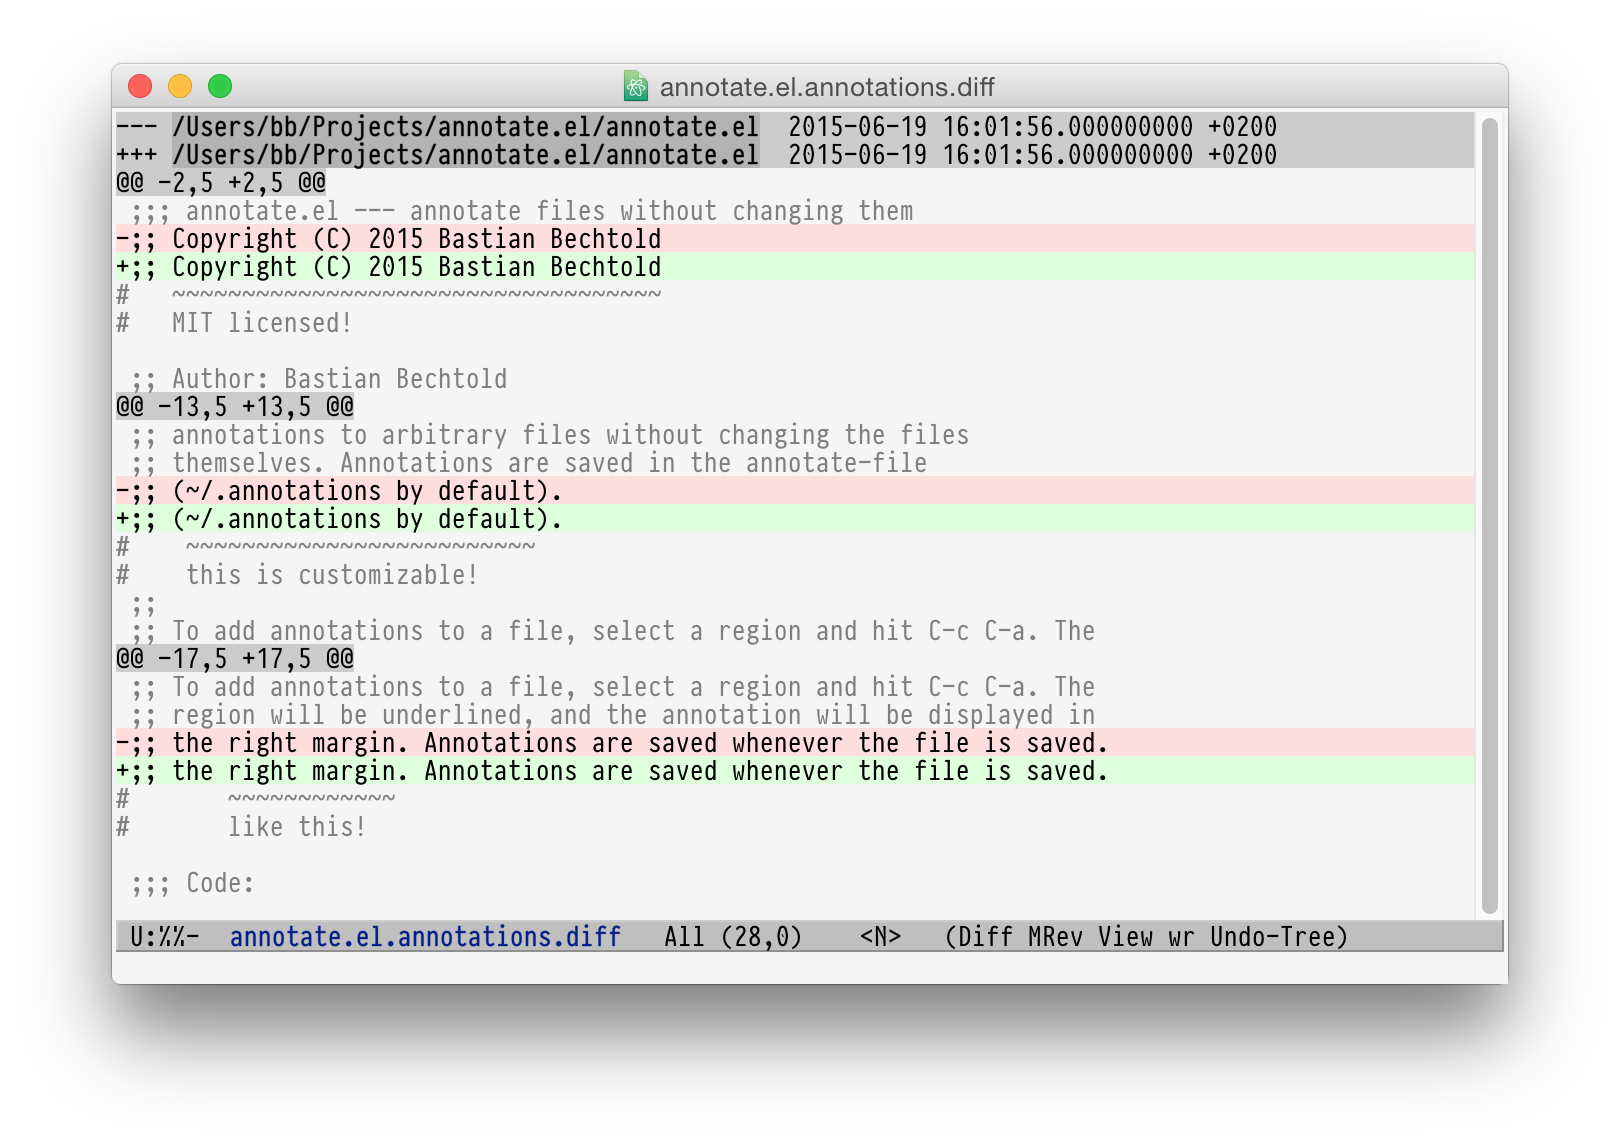 annotate.el.annotations.diff
--- /Users/bb/Projects/annotate.el/annotate.el  2015-06-19 16:01:56.000000000 +0200
+++ /Users/bb/Projects/annotate.el/annotate.el  2015-06-19 16:01:56.000000000 +0200
@@ -2,5 +2,5 @@
 ;;; annotate.el --- annotate files without changing them
-;; Copyright (C) 2015 Bastian Bechtold
+;; Copyright (C) 2015 Bastian Bechtold
#   ~~~~~~~~~~~~~~~~~~~~~~~~~~~~~~~~~~~
#   MIT licensed!
 ;; Author: Bastian Bechtold
@@ -13,5 +13,5 @@
 ;; annotations to arbitrary files without changing the files
 ;; themselves. Annotations are saved in the annotate-file
-;; (~/.annotations by default).
+;; (~/.annotations by default).
#    ~~~~~~~~~~~~~~~~~~~~~~~~~
#    this is customizable!
 ;;
 ;; To add annotations to a file, select a region and hit C-c C-a. The
@@ -17,5 +17,5 @@
 ;; To add annotations to a file, select a region and hit C-c C-a. The
 ;; region will be underlined, and the annotation will be displayed in
-;; the right margin. Annotations are saved whenever the file is saved.
+;; the right margin. Annotations are saved whenever the file is saved.
#       ~~~~~~~~~~~~
#       like this!
 ;;; Code:
U:%%-  annotate.el.annotations.diff   All (28,0)    <N>   (Diff MRev View wr Undo-Tree)